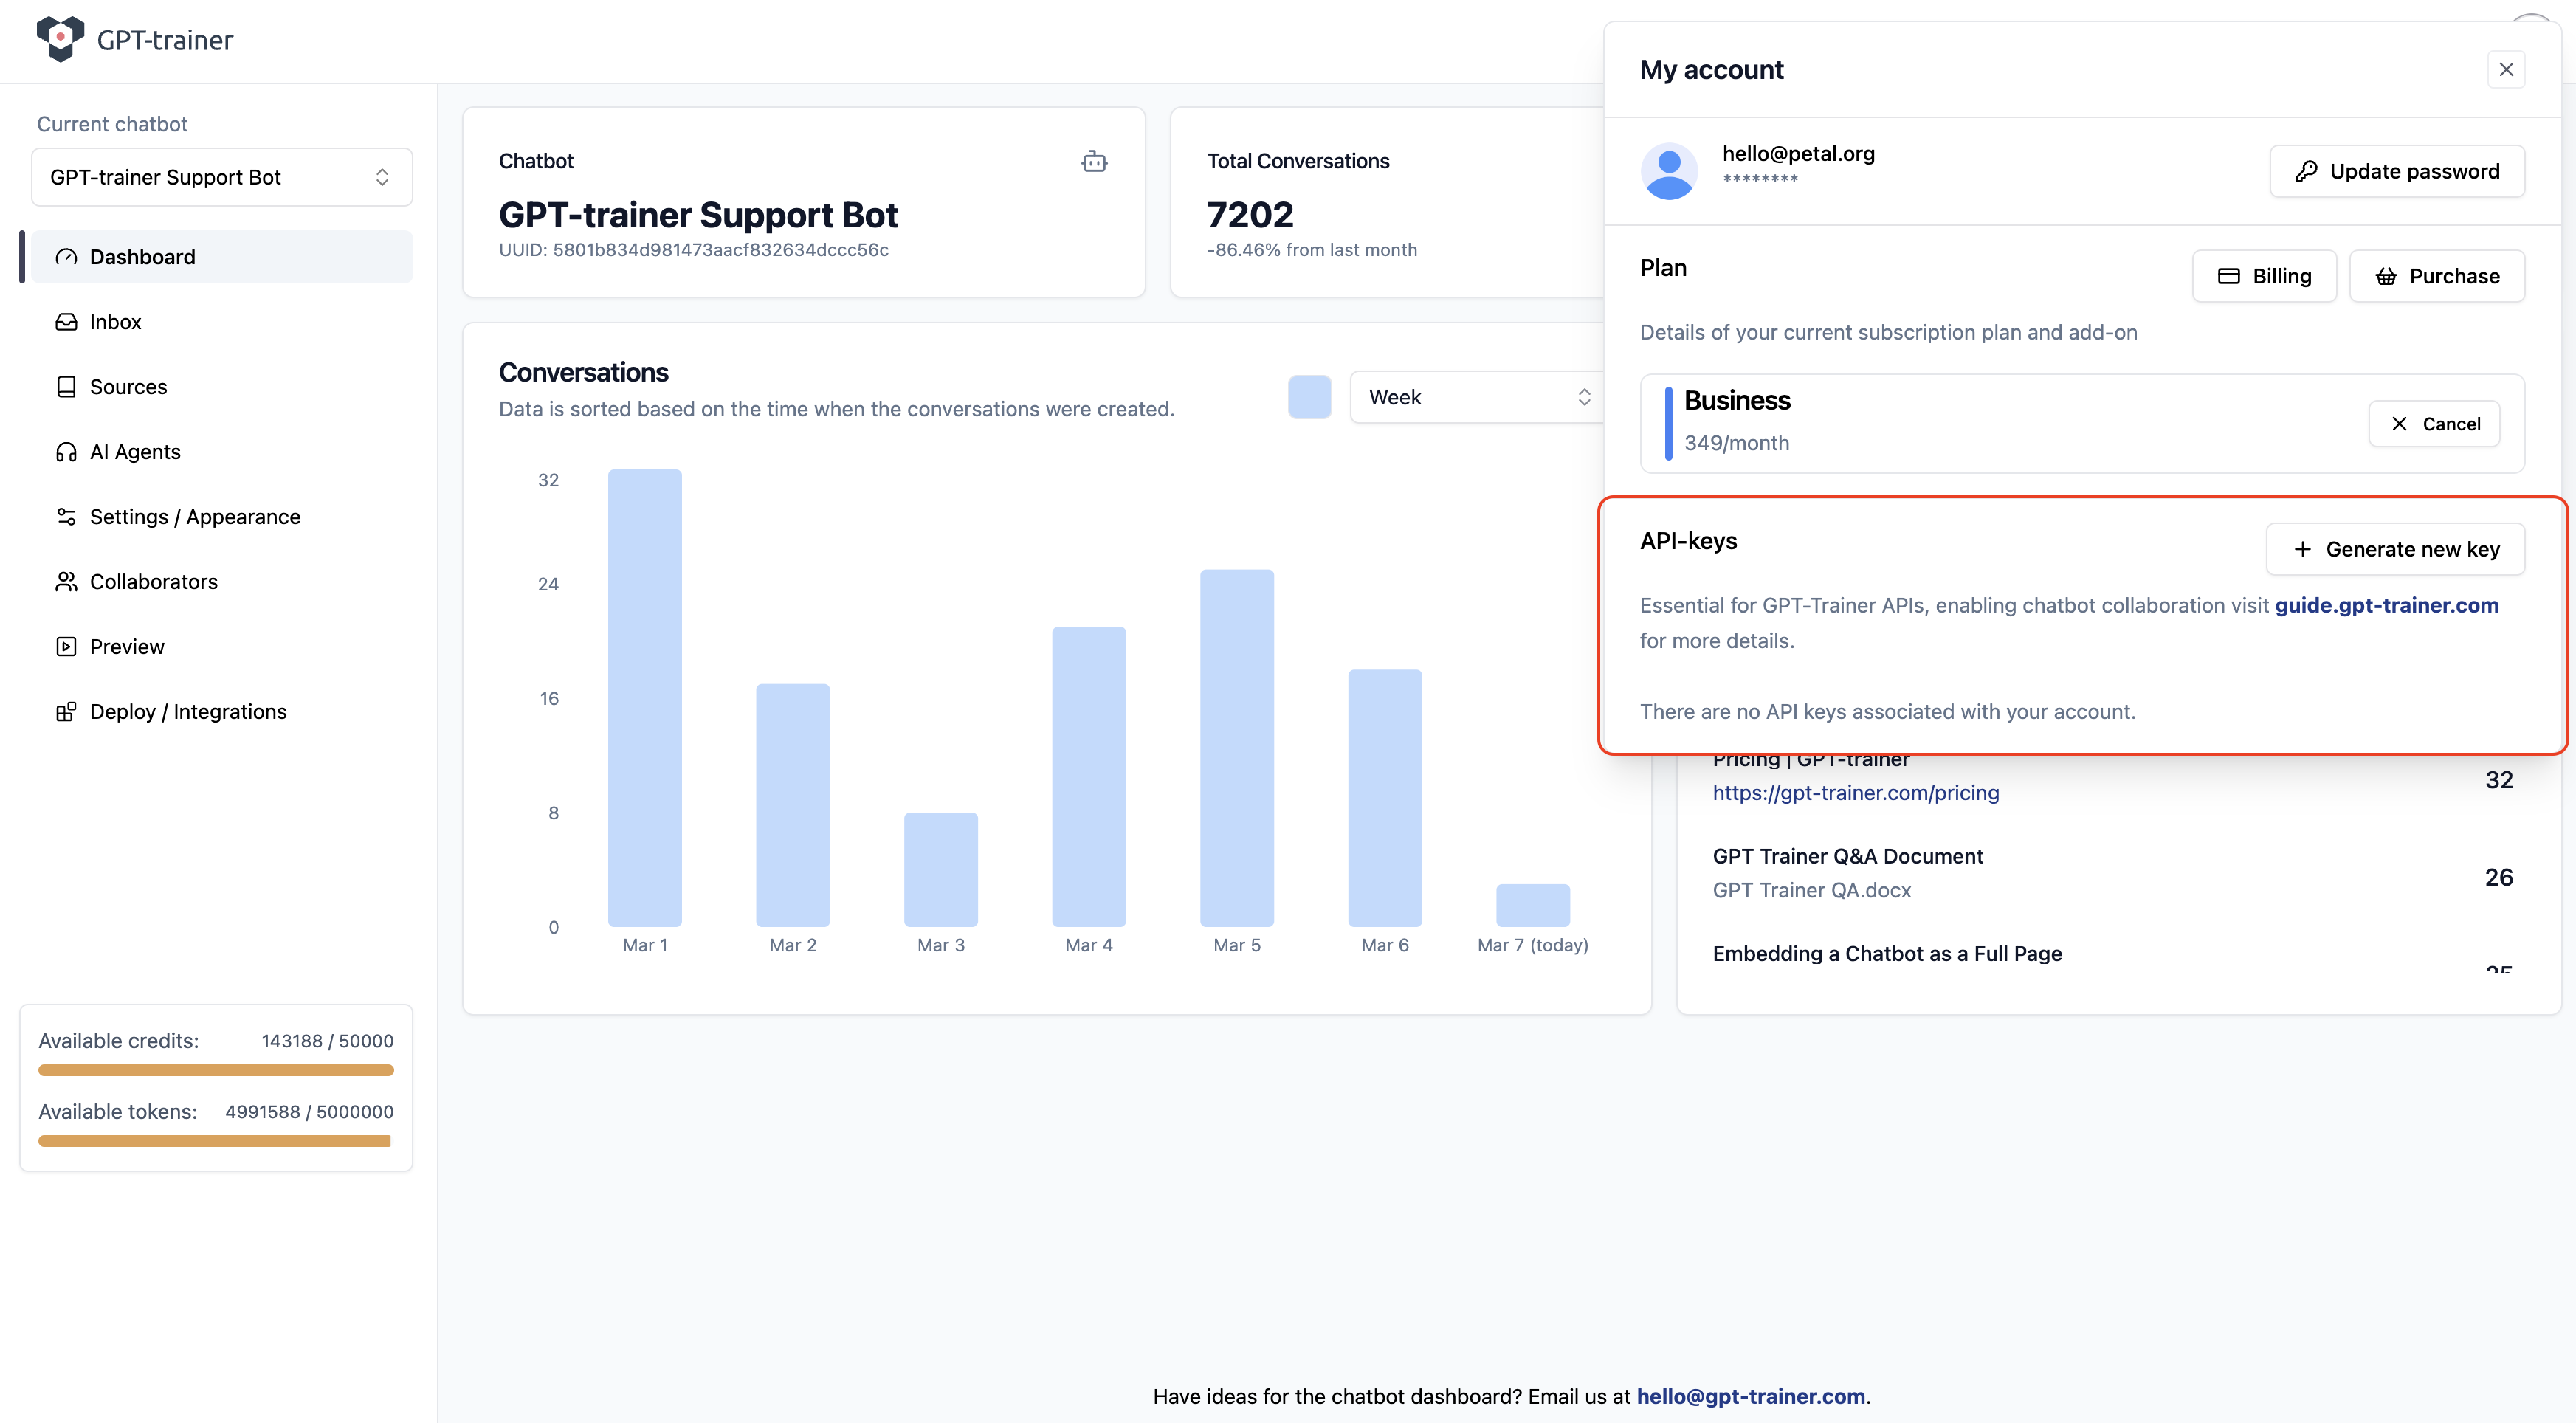 GPT-trainer
Current chatbot
GPT-trainer Support Bot
Dashboard
Inbox
Sources
AI Agents
Settings / Appearance
Collaborators
Preview
Deploy / Integrations
Available credits: 143188 / 50000
Available tokens: 4991588 / 5000000
Chatbot
GPT-trainer Support Bot
UUID: 5801b834d981473aacf832634dccc56c
Total Conversations
7202
-86.46% from last month
Conversations
Data is sorted based on the time when the conversations were created.
Week
32
24
16
8
0
Mar 1 Mar 2 Mar 3 Mar 4 Mar 5 Mar 6 Mar 7 (today)
My account
hello@petal.org
********
Update password
Plan
Billing
Purchase
Details of your current subscription plan and add-on
Business
349/month
Cancel
API-keys
Generate new key
Essential for GPT-Trainer APIs, enabling chatbot collaboration visit guide.gpt-trainer.com
for more details.
There are no API keys associated with your account.
Pricing | GPT-trainer
https://gpt-trainer.com/pricing
32
GPT Trainer Q&A Document
GPT Trainer QA.docx
26
Embedding a Chatbot as a Full Page
Have ideas for the chatbot dashboard? Email us at hello@gpt-trainer.com.